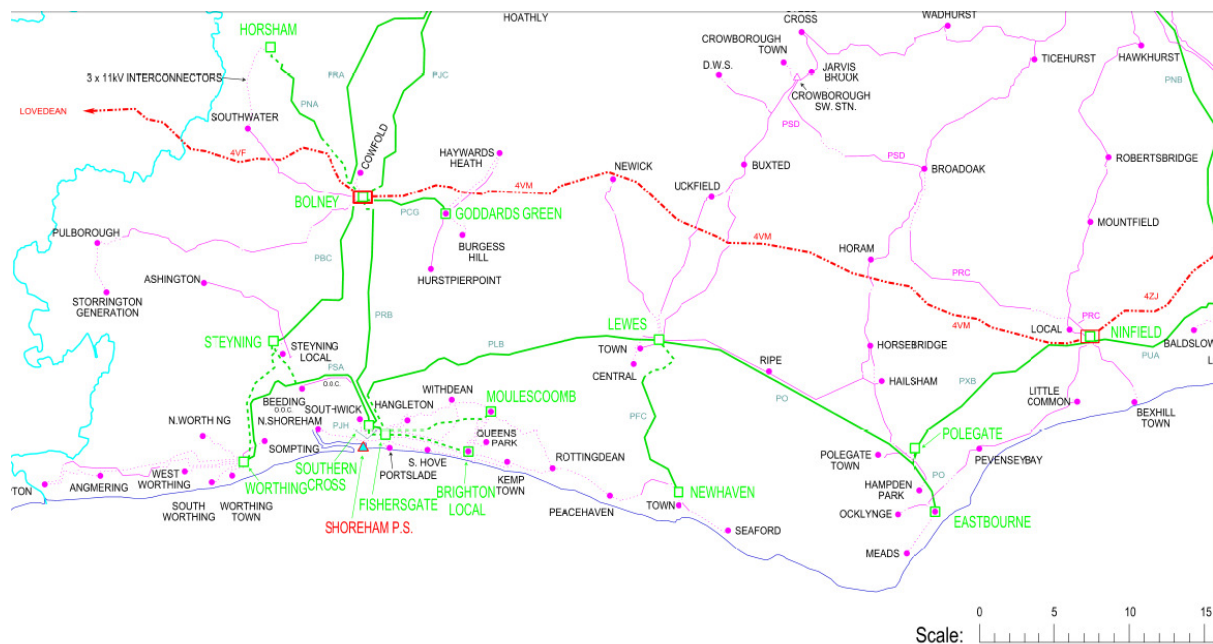 HOATHLY
CROSS
WADHURST
HORSHAM
CROWBOROUGH
TOWN
D.W.S.
JARVIS
BROOK
TICEHURST
HAWKHURST
3 x 11kV INTERCONNECTORS
PRA
PJC
PNB
CROWBOROUGH
SW. STN.
LOVEDEAN
PNA
SOUTHWATER
PSD
4VF
COWFOLD
HAYWARDS
HEATH
NEWICK
BUXTED
PSD
BROADOAK
ROBERTSBRIDGE
BOLNEY
4VM
UCKFIELD
PCG
GODDARDS GREEN
MOUNTFIELD
PULBOROUGH
BURGESS
HILL
4VM
HORAM
PBC
ASHINGTON
HURSTPIERPOINT
PRC
STORRINGTON
GENERATION
4ZJ
PRB
PRC
STEYNING
LEWES
4VM
LOCAL
NINFIELD
STEYNING
LOCAL
PLB
TOWN
HORSEBRIDGE
PUA
BALDSLOW
L
FSA
CENTRAL
RIPE
HAILSHAM
PXB
D.O.C.
BEEDING
D.O.C.
WITHDEAN
MOULESCOOMB
PO
LITTLE
COMMON
N.SHOREHAM
SOUTHWICK
HANGLETON
PFC
BEXHILL
TOWN
N.WORTH NG
PJH
QUEENS
PARK
SOMPTING
POLEGATE
SOUTHERN
CROSS
S. HOVE
ROTTINGDEAN
POLEGATE
TOWN
PEVENSEYBAY
PTON
ANGMERING
WEST
WORTHING
WORTHING
PORTSLADE
KEMP
TOWN
PO
SOUTH
WORTHING
WORTHING
TOWN
FISHERSGATE
BRIGHTON
LOCAL
NEWHAVEN
HAMPDEN
PARK
PEACEHAVEN
TOWN
OCKLYNGE
EASTBOURNE
SHOREHAM P.S.
SEAFORD
MEADS
0 5 10 15
Scale: